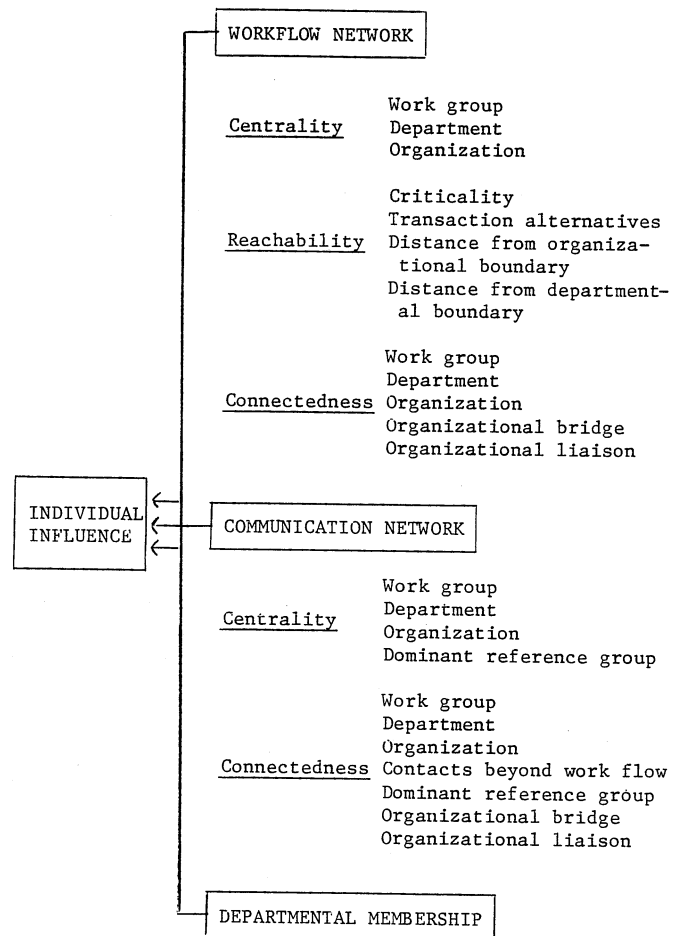 WORKFLOW NETWORK
Work group
Centrality Department
Organization
Criticality
Transaction alternatives
Reachability Distance from organiza-
tional boundary
Distance from department-
al boundary
Work group
Department
Connectedness Organization
Organizational bridge
Organizational liaison
INDIVIDUAL
INFLUENCE
COMMUNICATION NETWORK
Work group
Department
Centrality
Organization
Dominant reference group
Work group
Department
Organization
Connectedness Contacts beyond work flow
Dominant reference group
Organizational bridge
Organizational liaison
DEPARTMENTAL MEMBERSHIP